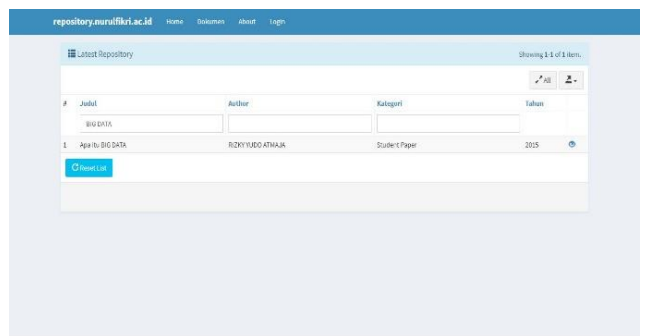 repository.nurulfikri.ac.id Home Dokumen About Login
Latest Repository Showing 1-1 of 1 item.
All
# Judul Author Kategori Tahun
BIG DATA
1 Apa itu BIG DATA RIZKY YUDO ATMAJA Student Paper 2015
Reset List